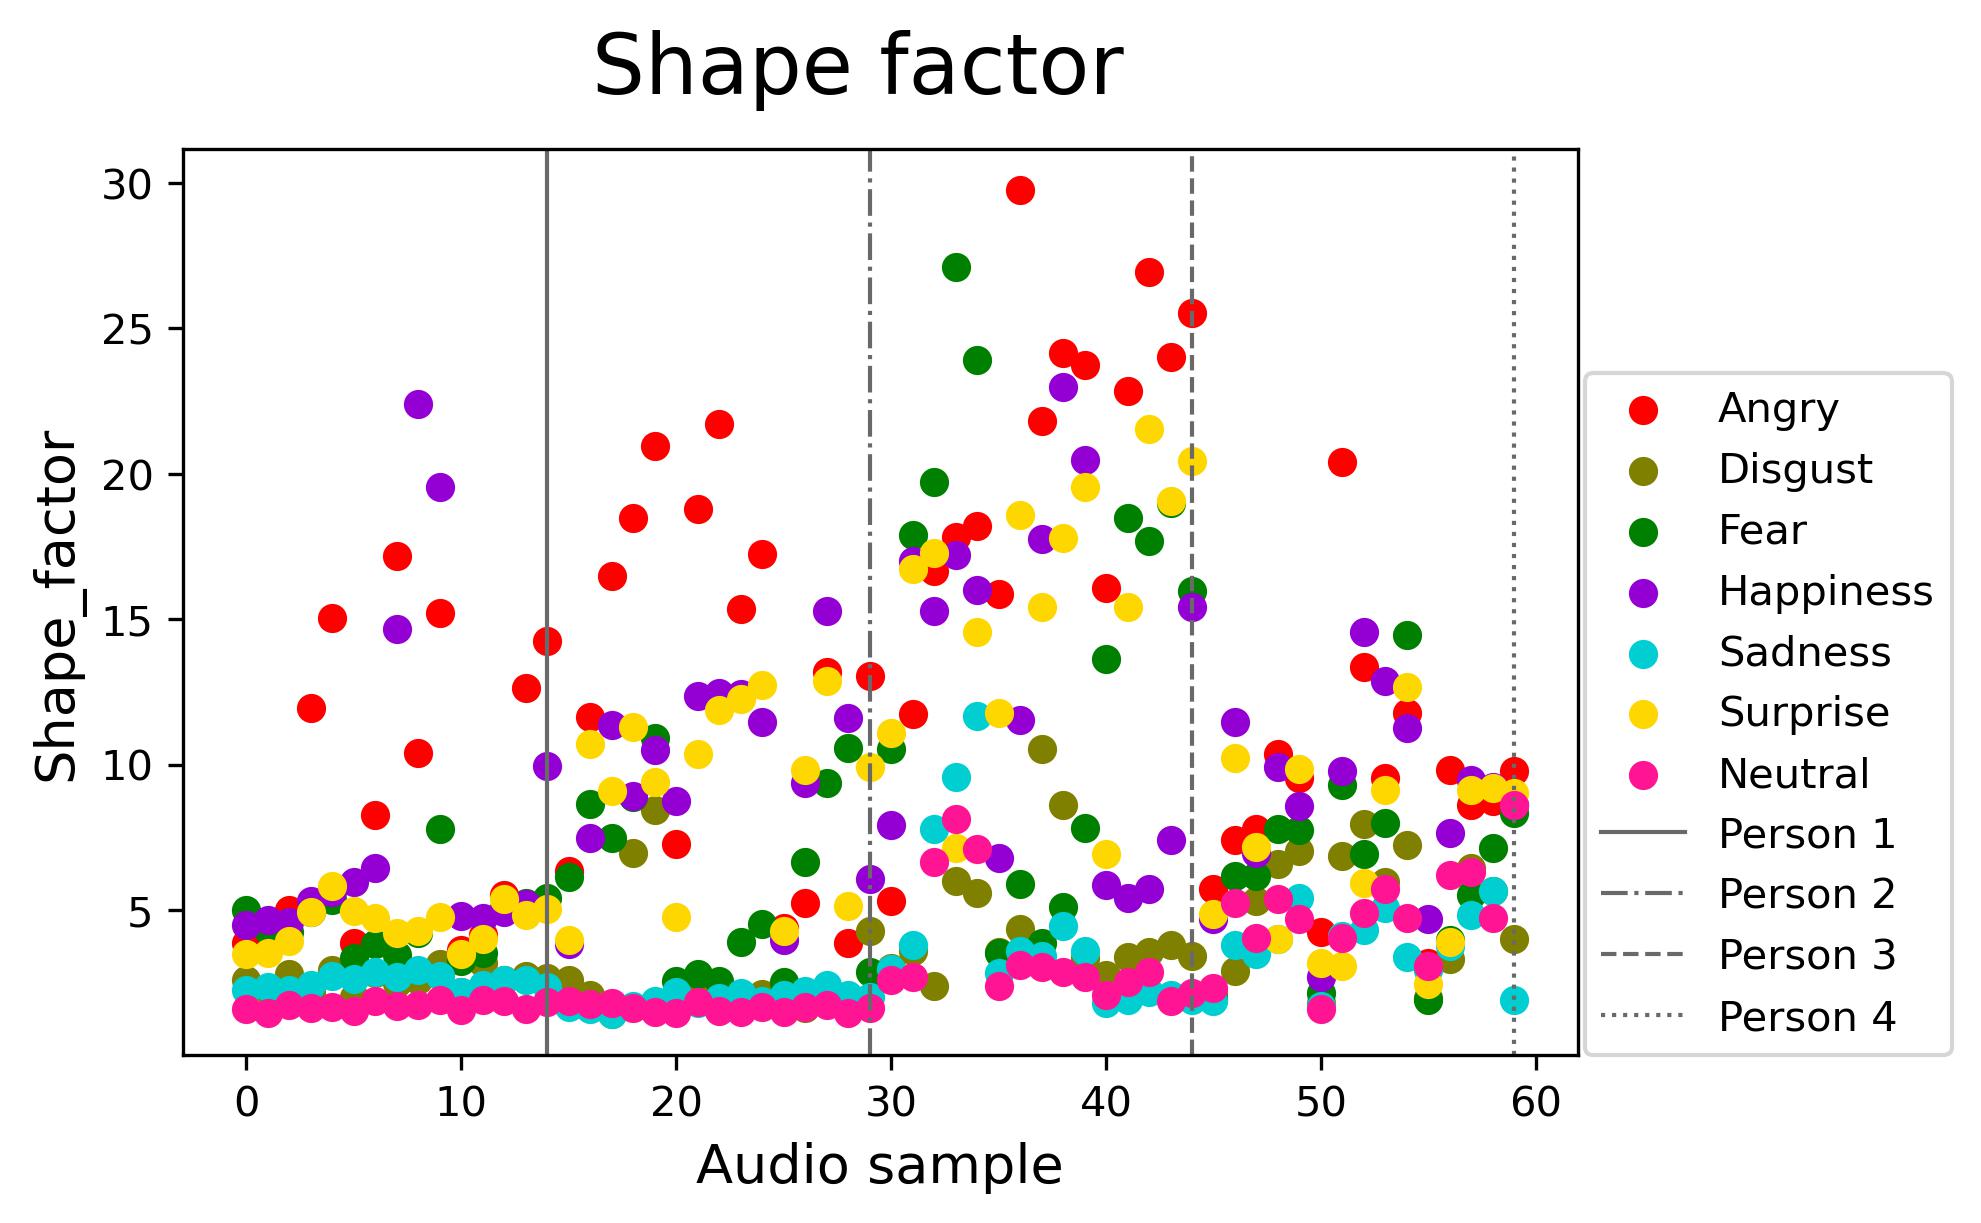 Shape factor
Shape_factor
30
25
20
15
10
5
0 10 20 30 40 50 60
Audio sample
Angry
Disgust
Fear
Happiness
Sadness
Surprise
Neutral
Person 1
Person 2
Person 3
Person 4